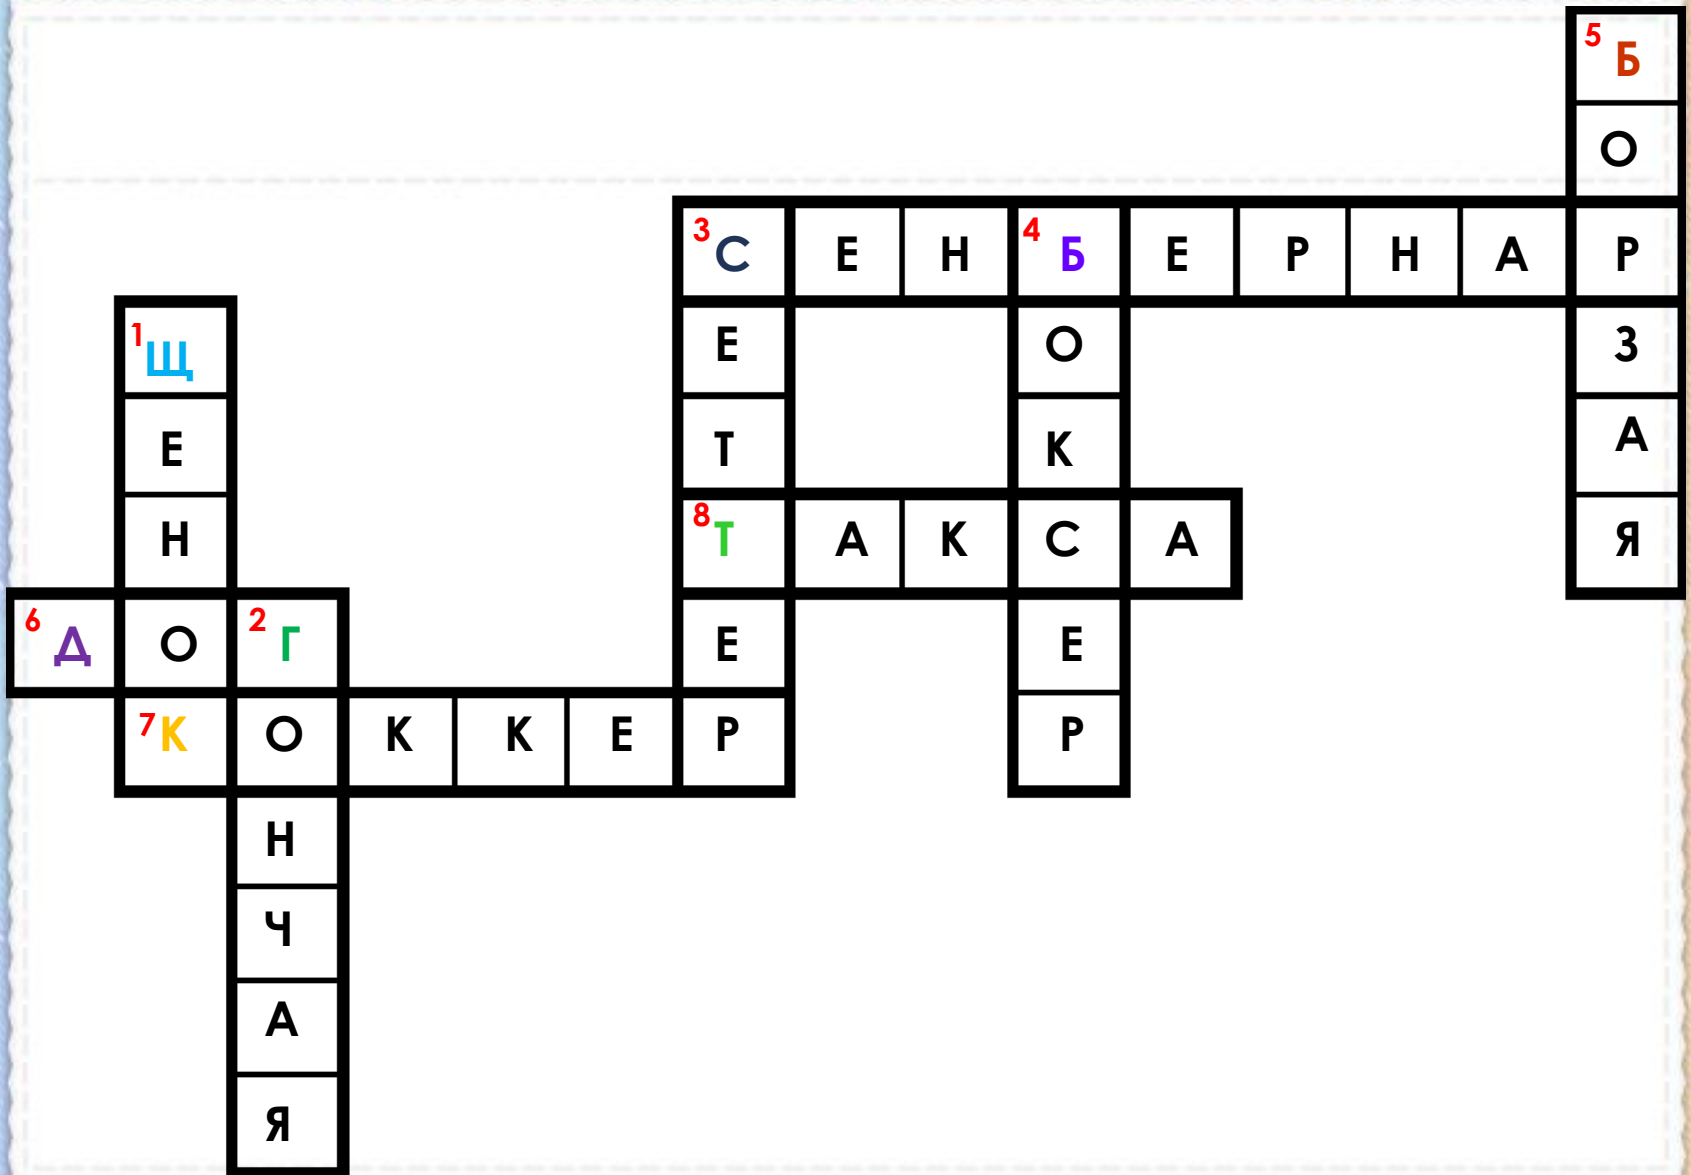 5 Б
О
3 С Е Н 4 Б Е Р Н А Р
1 Щ Е О З
Е Т К А
Н 8 Т А К С А Я
6 Д О 2 Г Е Е
7 К О К К Е Р Р
Н
Ч
А
Я